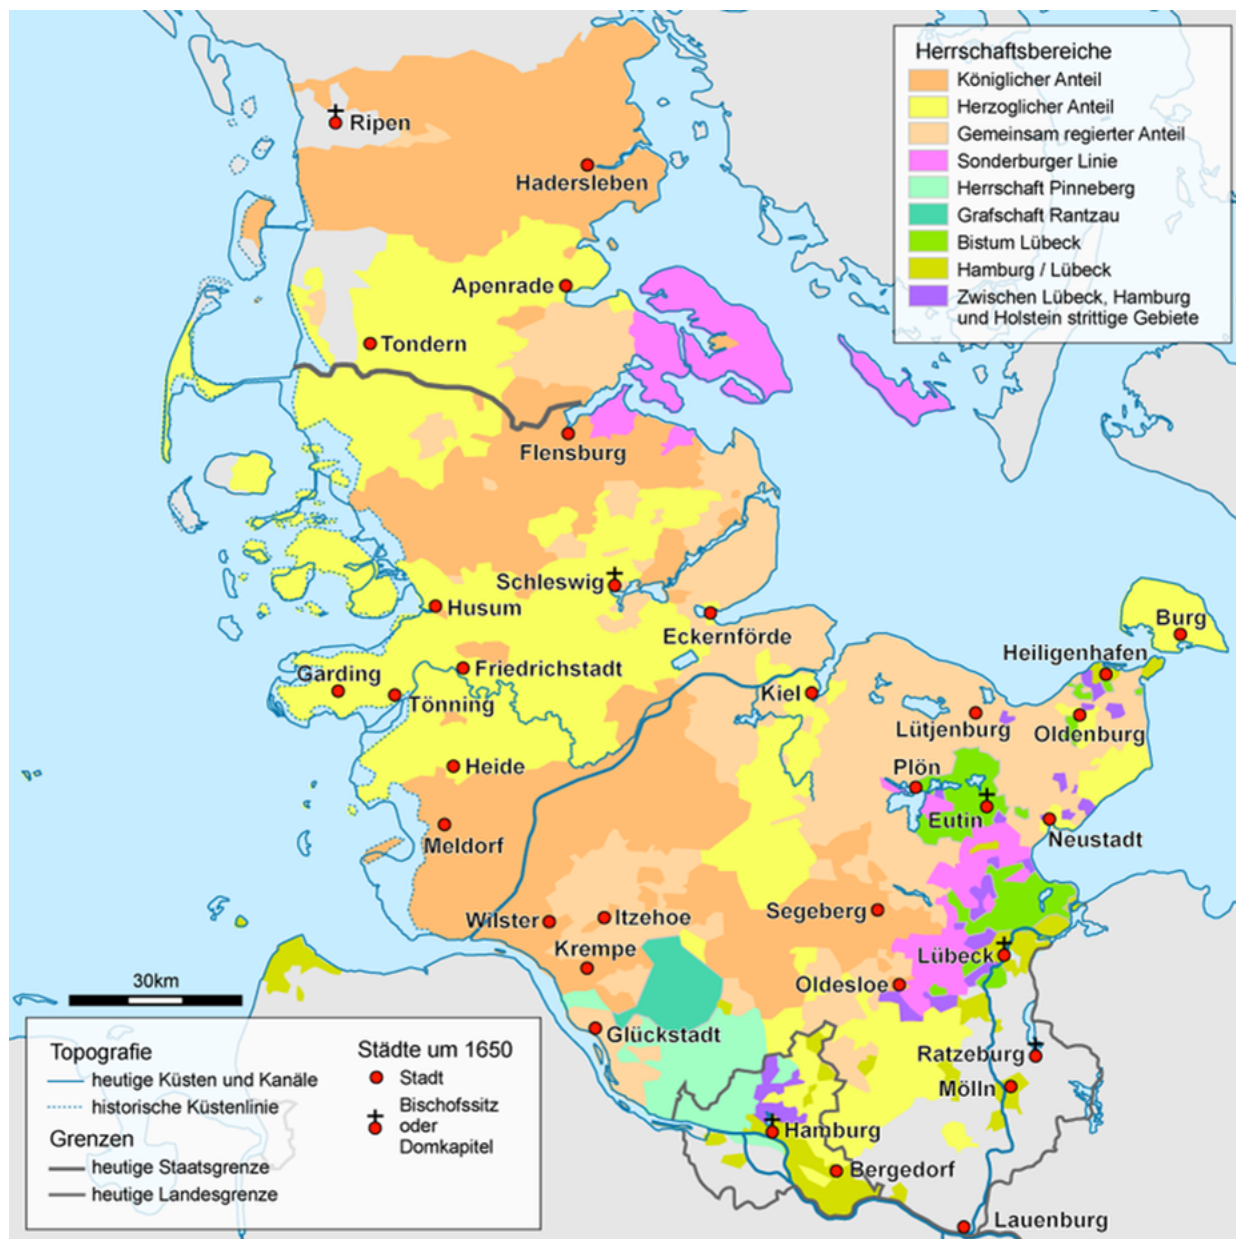 Herrschaftsbereiche
Königlicher Anteil
Herzoglicher Anteil
Gemeinsam regierter Anteil
Sonderburger Linie
Herrschaft Pinneberg
Grafschaft Rantzau
Bistum Lübeck
Hamburg / Lübeck
Zwischen Lübeck, Hamburg
und Holstein strittige Gebiete
Ripen
Hadersleben
Apenrade
Tondern
Flensburg
Schleswig
Husum
Eckernförde
Burg
Heiligenhafen
Garding
Friedrichstadt
Tönning
Kiel
Lütjenburg
Oldenburg
Heide
Plön
Eutin
Neustadt
Meldorf
Wilster
Itzehoe
Segeberg
Krempe
Lübeck
Oldesloe
30km
Glückstadt
Ratzeburg
Mölln
Hamburg
Bergedorf
Lauenburg
Topografie
heutige Küsten und Kanäle
historische Küstenlinie
Grenzen
heutige Staatsgrenze
heutige Landesgrenze
Städte um 1650
Stadt
Bischofssitz
oder
Domkapitel